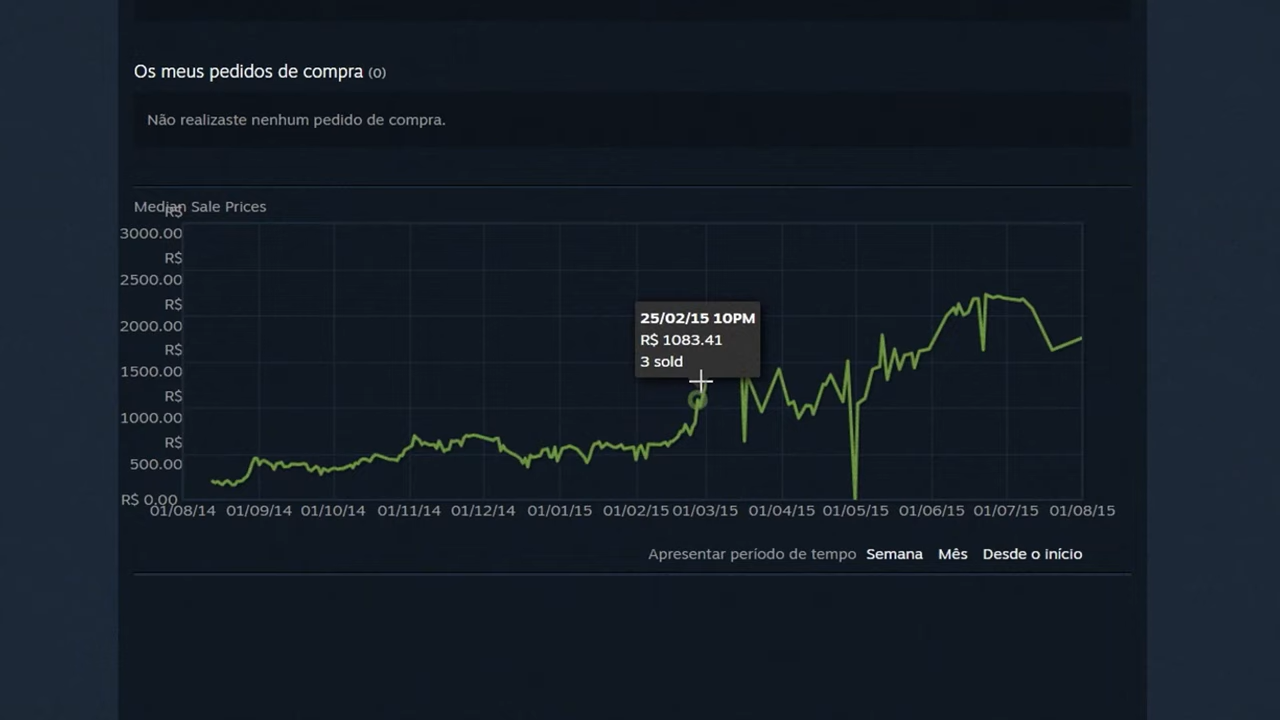 Os meus pedidos de compra (0)
Não realizaste nenhum pedido de compra.
Median Sale Prices
R$
3000.00
R$
2500.00
R$
2000.00
R$
1500.00
R$
1000.00
R$
500.00
R$ 0.00
25/02/15 10PM
R$ 1083.41
3 sold
01/08/14 01/09/14 01/10/14 01/11/14 01/12/14 01/01/15 01/02/15 01/03/15 01/04/15 01/05/15 01/06/15 01/07/15 01/08/15
Apresentar período de tempo Semana Mês Desde o início